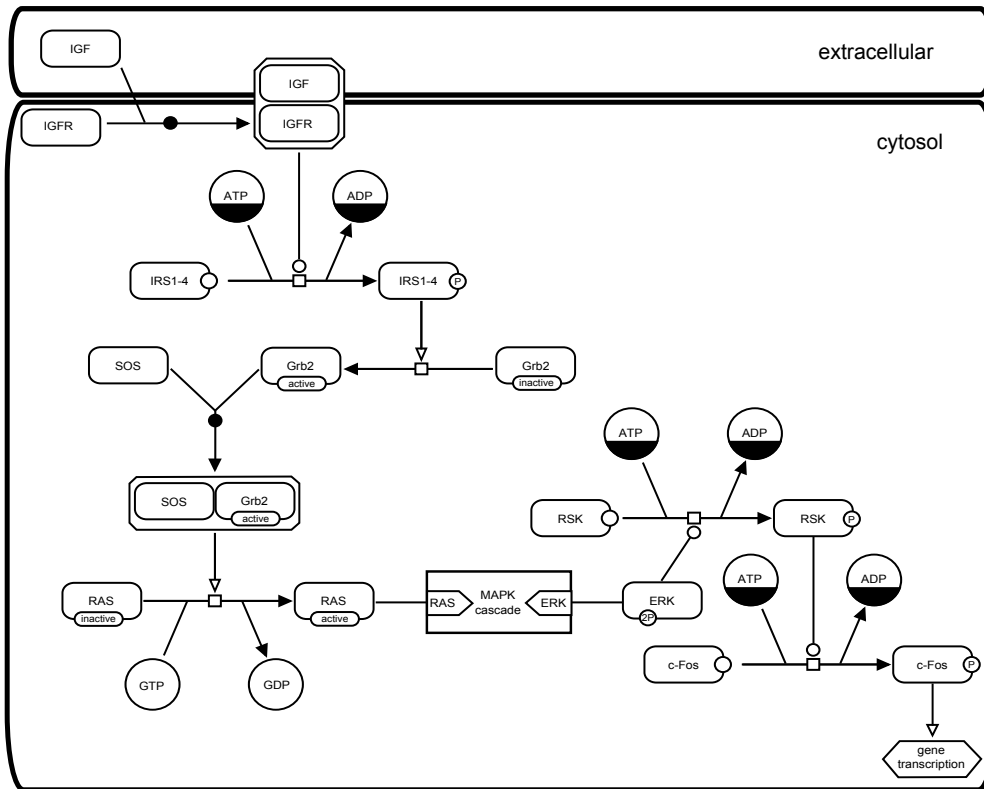 extracellular
IGF
IGF
IGFR
IGFR
cytosol
ATP
ADP
IRS1-4
IRS1-4
P
SOS
Grb2
active
Grb2
inactive
ATP
ADP
SOS
Grb2
active
RSK
RSK
P
ATP
ADP
RAS
inactive
RAS
active
RAS
MAPK
cascade
ERK
ERK
2P
GTP
GDP
c-Fos
c-Fos
P
gene
transcription